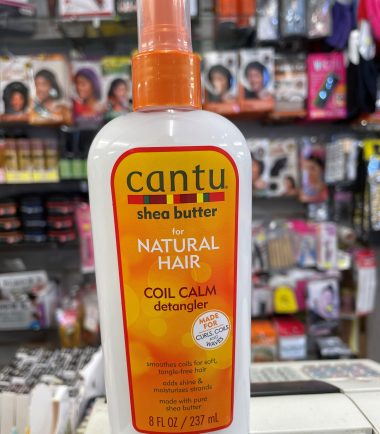 cantu
shea butter
for
NATURAL
HAIR
COIL CALM
detangler
MADE
FOR
CURLS, COILS
WAVES
smoothes coils for soft,
tangle-free hair
adds shine &
moisturizes strands
made with pure
shea butter
8 FL OZ / 237 mL